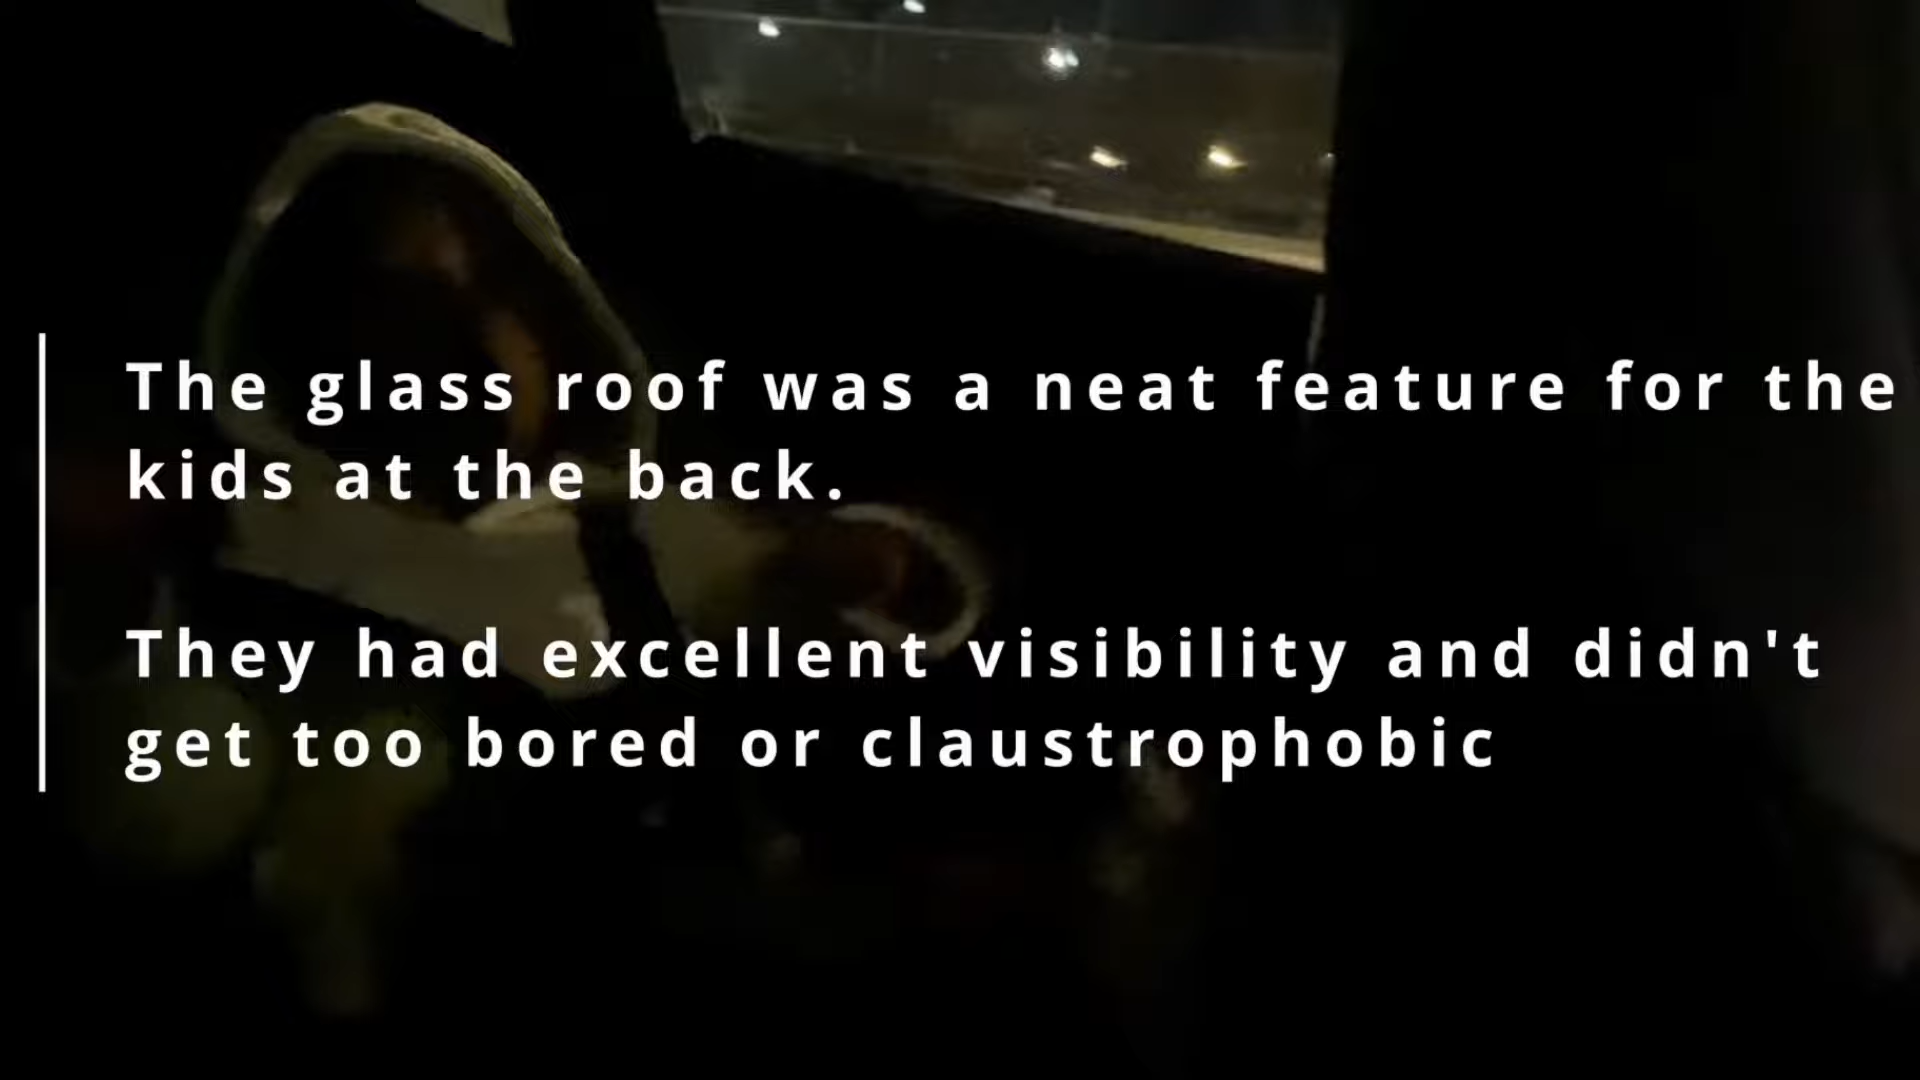 The glass roof was a neat feature for the
kids at the back.
They had excellent visibility and didn't
get too bored or claustrophobic